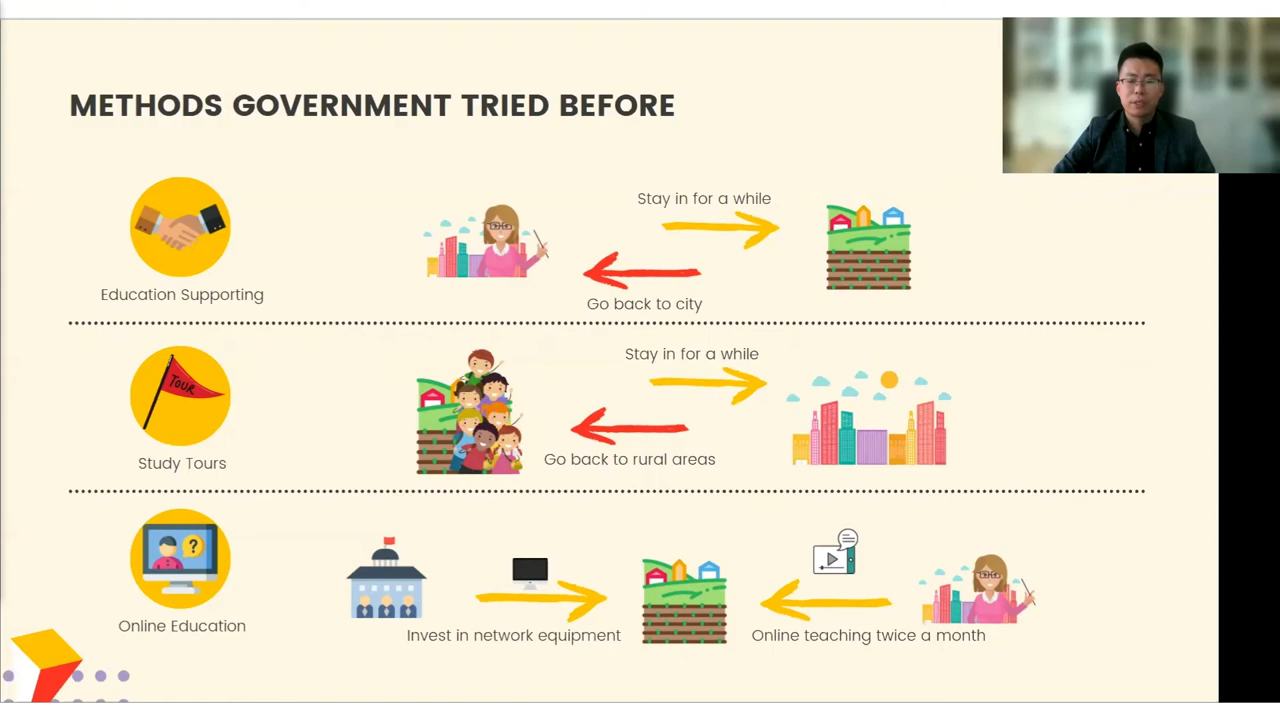 METHODS GOVERNMENT TRIED BEFORE
Stay in for a while
Go back to city
Education Supporting
Stay in for a while
TOUR
Go back to rural areas
Study Tours
?
Online Education
Invest in network equipment
Online teaching twice a month